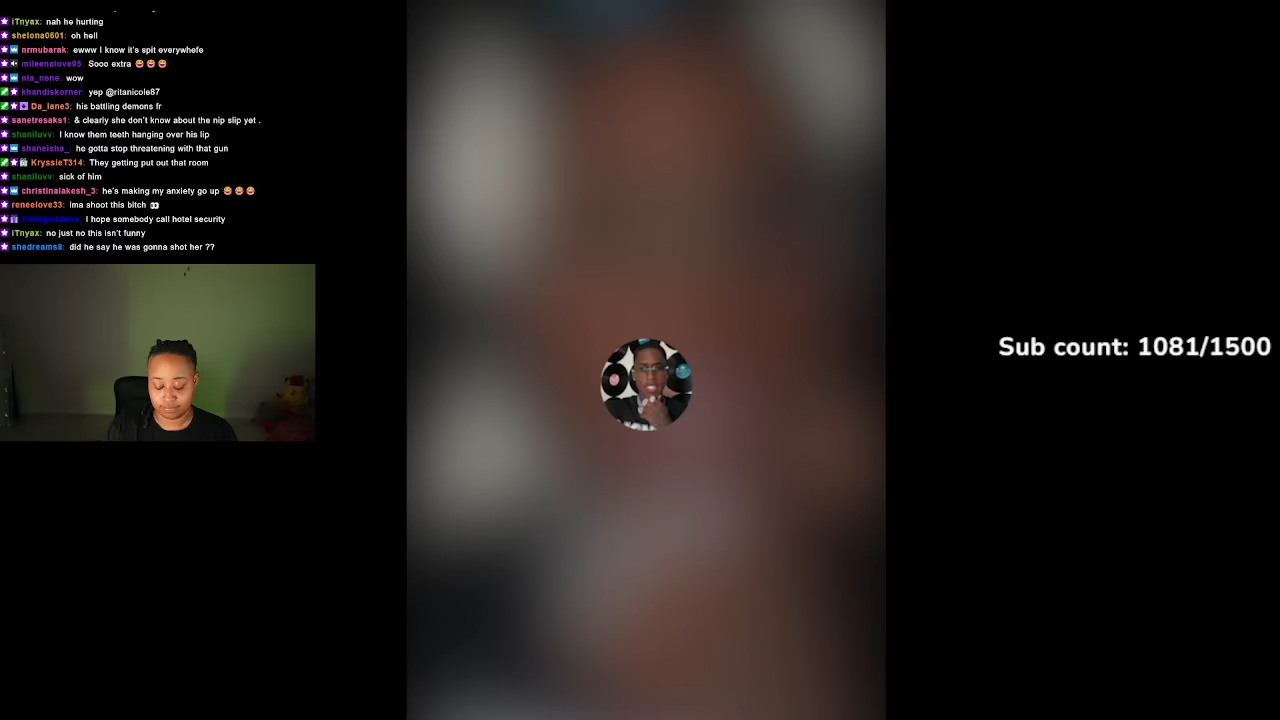 iTnyax: nah he hurting
shelona0601: oh hell
nrmubarak: ewww I know it's spit everywhefe
mileenalove95 Sooo extra 😂😂😂
nia_nene: wow
khandiskorner: yep @ritanicole87
Da_lane3: his battling demons fr
sanetresaks1: & clearly she don't know about the nip slip yet .
shaniluvv: I know them teeth hanging over his lip
shaneisha_: he gotta stop threatening with that gun
KryssieT314: They getting put out that room
shaniluvv: sick of him
christinalakesh_3: he's making my anxiety go up 😂😂😂
reneelove33: Ima shoot this bitch 👀
I hope somebody call hotel security
iTnyax: no just no this isn't funny
shedreams8: did he say he was gonna shot her ??
Sub count: 1081/1500